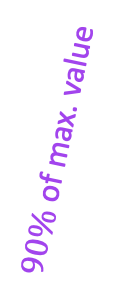 90% of max. value